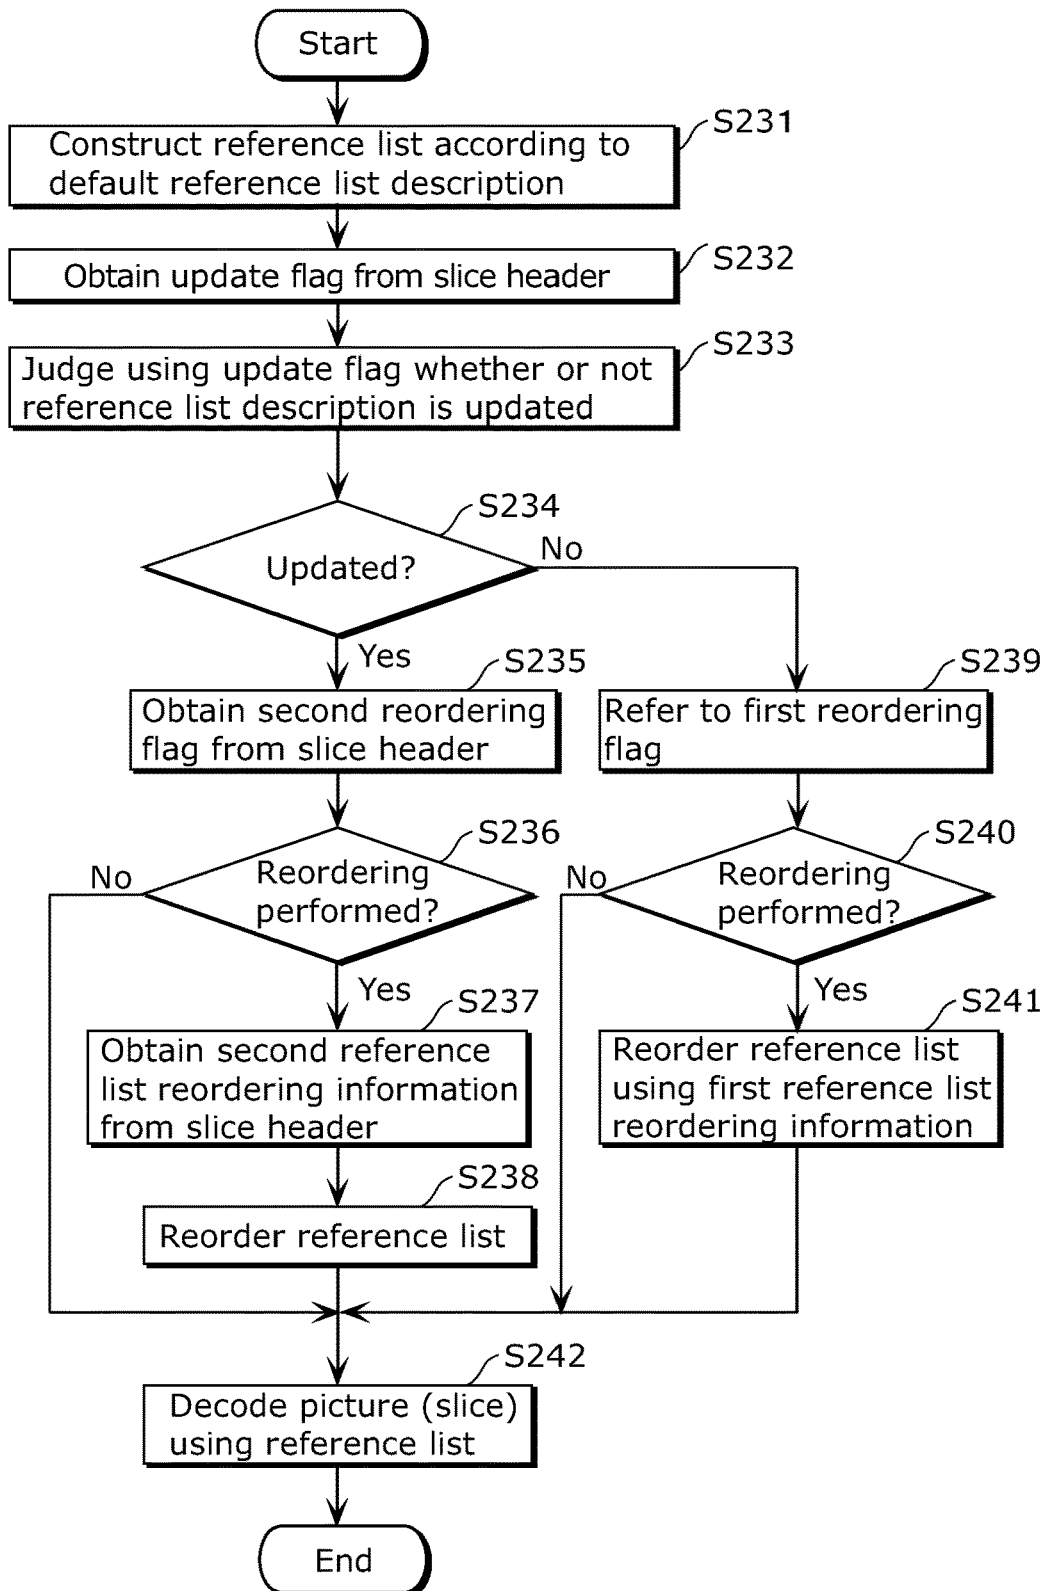 Start
S231
Construct reference list according to
default reference list description
S232
Obtain update flag from slice header
S233
Judge using update flag whether or not
reference list description is updated
S234
Updated?
No
Yes
S235
Obtain second reordering
flag from slice header
S239
Refer to first reordering
flag
S236
Reordering
performed?
No
Yes
S240
Reordering
performed?
No
Yes
S237
Obtain second reference
list reordering information
from slice header
S241
Reorder reference list
using first reference list
reordering information
S238
Reorder reference list
S242
Decode picture (slice)
using reference list
End